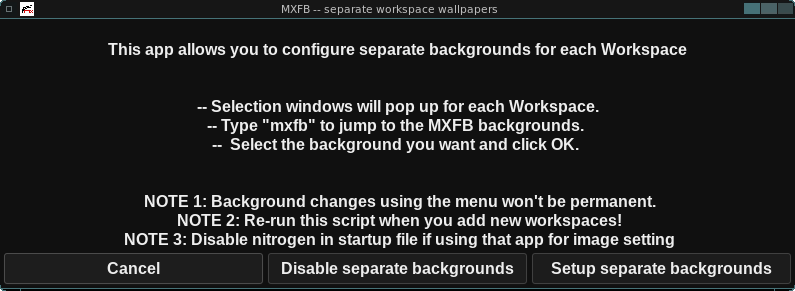 MXFB -- separate workspace wallpapers
This app allows you to configure separate backgrounds for each Workspace
-- Selection windows will pop up for each Workspace.
-- Type "mxfb" to jump to the MXFB backgrounds.
--  Select the background you want and click OK.
NOTE 1: Background changes using the menu won't be permanent.
NOTE 2: Re-run this script when you add new workspaces!
NOTE 3: Disable nitrogen in startup file if using that app for image setting
Cancel
Disable separate backgrounds
Setup separate backgrounds